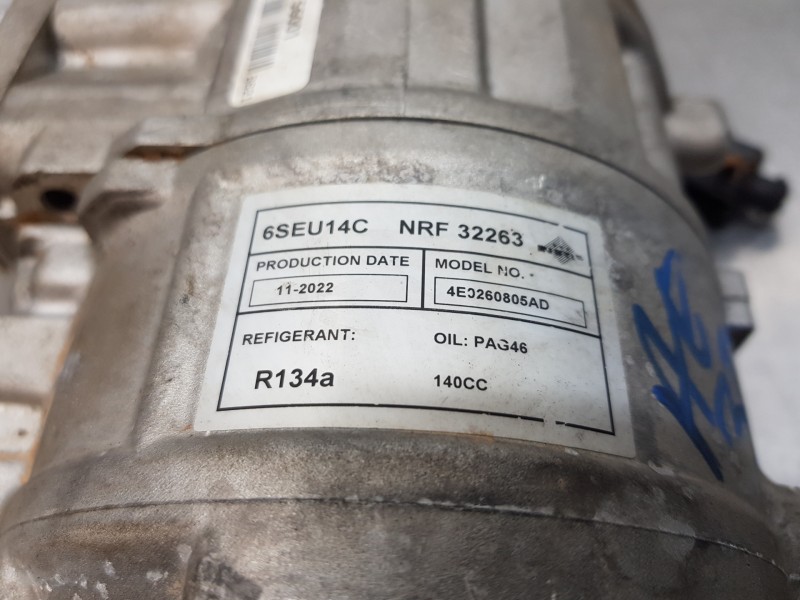 6SEU14C NRF 32263
PRODUCTION DATE MODEL NO.
11-2022 4E0260805AD
REFIGERANT: OIL: PAG46
R134a 140CC